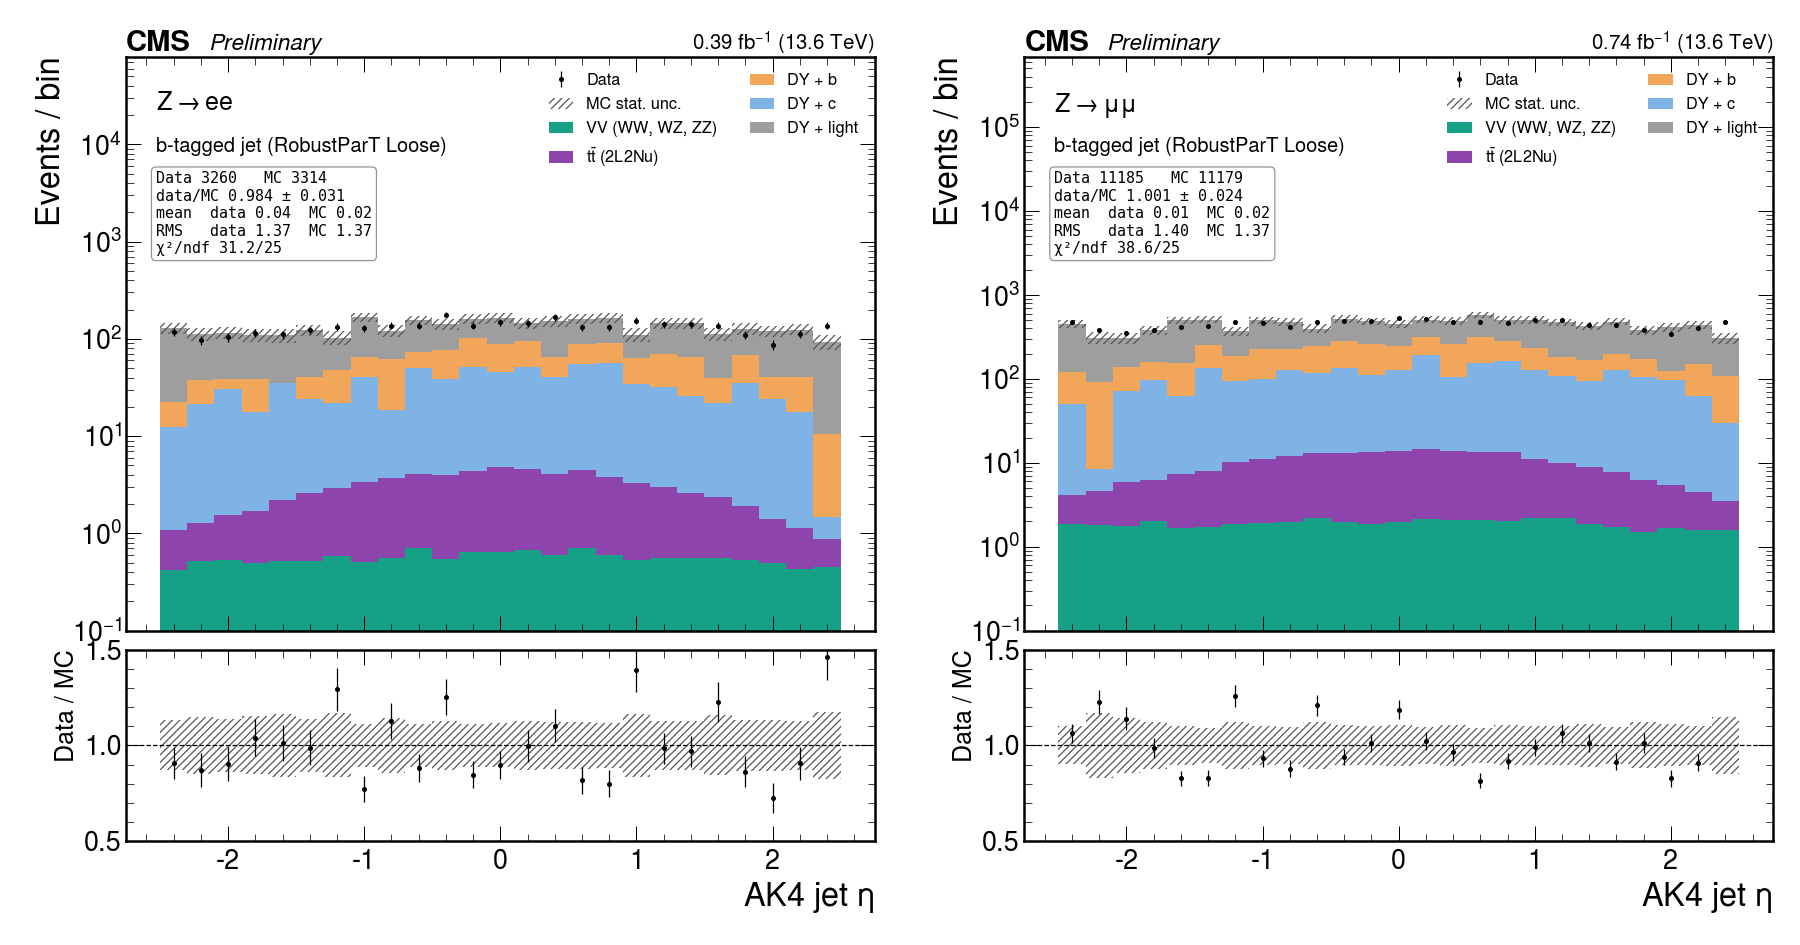 CMS Preliminary 0.39 fb⁻¹ (13.6 TeV)
Events / bin
Z → ee
b-tagged jet (RobustParT Loose)
Data 3260 MC 3314
data/MC 0.984 ± 0.031
mean data 0.04 MC 0.02
RMS data 1.37 MC 1.37
χ²/ndf 31.2/25
Data
MC stat. unc.
VV (WW, WZ, ZZ)
tt̄ (2L2Nu)
DY + b
DY + c
DY + light
10⁴
10³
10²
10¹
10⁰
10⁻¹
Data / MC
1.5
1.0
0.5
-2 -1 0 1 2
AK4 jet η
CMS Preliminary 0.74 fb⁻¹ (13.6 TeV)
Events / bin
Z → μμ
b-tagged jet (RobustParT Loose)
Data 11185 MC 11179
data/MC 1.001 ± 0.024
mean data 0.01 MC 0.02
RMS data 1.40 MC 1.37
χ²/ndf 38.6/25
Data
MC stat. unc.
VV (WW, WZ, ZZ)
tt̄ (2L2Nu)
DY + b
DY + c
DY + light
10⁵
10⁴
10³
10²
10¹
10⁰
10⁻¹
Data / MC
1.5
1.0
0.5
-2 -1 0 1 2
AK4 jet η